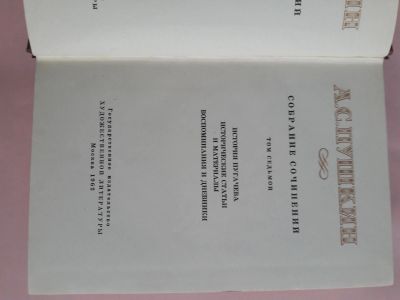 А.С.ПУШКИН
СОБРАНИЕ СОЧИНЕНИЙ
ТОМ СЕДЬМОЙ
ИСТОРИЯ ПУГАЧЕВА
ИСТОРИЧЕСКИЕ СТАТЬИ
И МАТЕРИАЛЫ
ВОСПОМИНАНИЯ И ДНЕВНИКИ
Государственное издательство
ХУДОЖЕСТВЕННОЙ ЛИТЕРАТУРЫ
Москва 1962